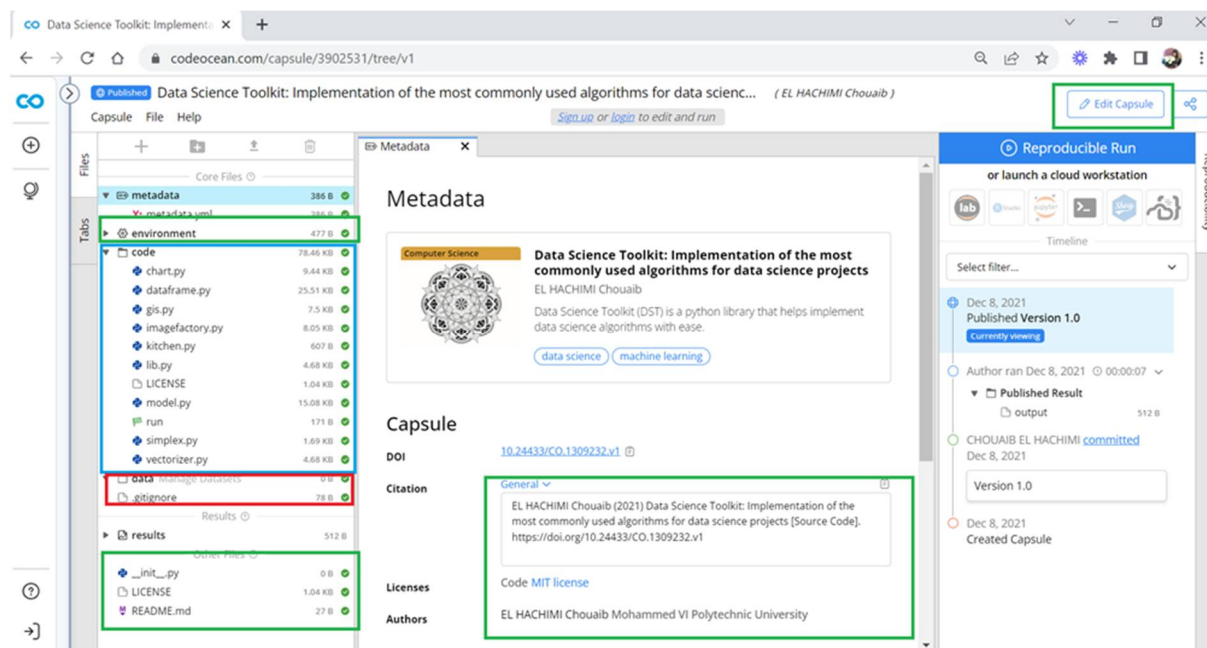 Data Science Toolkit: Implementa
codeocean.com/capsule/3902531/tree/v1
CO
Published Data Science Toolkit: Implementation of the most commonly used algorithms for data scienc... ( EL HACHIMI Chouaib )
Edit Capsule
Capsule File Help
Sign up or login to edit and run
Files
Tabs
Core Files
metadata 386 B
metadata.yml 386 B
environment 477 B
code 78.46 KB
chart.py 9.44 KB
dataframe.py 25.51 KB
gis.py 7.5 KB
imagefactory.py 8.05 KB
kitchen.py 607 B
lib.py 4.68 KB
LICENSE 1.04 KB
model.py 15.08 KB
run 171 B
simplex.py 1.69 KB
vectorizer.py 4.68 KB
data Manage Datasets 0 B
.gitignore 78 B
Results
results 512 B
Other Files
__init__.py 0 B
LICENSE 1.04 KB
README.md 27 B
Metadata
Metadata
Computer Science
Data Science Toolkit: Implementation of the most
commonly used algorithms for data science projects
EL HACHIMI Chouaib
Data Science Toolkit (DST) is a python library that helps implement
data science algorithms with ease.
data science machine learning
Capsule
DOI 10.24433/CO.1309232.v1
Citation General
EL HACHIMI Chouaib (2021) Data Science Toolkit: Implementation of the
most commonly used algorithms for data science projects [Source Code].
https://doi.org/10.24433/CO.1309232.v1
Licenses Code MIT license
Authors EL HACHIMI Chouaib Mohammed VI Polytechnic University
Reproducible Run
or launch a cloud workstation
lab
Studio
jupyter
Shiny
Timeline
Select filter...
Dec 8, 2021
Published Version 1.0
Currently viewing
Author ran Dec 8, 2021 00:00:07
Published Result
output 512 B
CHOUAIB EL HACHIMI committed
Dec 8, 2021
Version 1.0
Dec 8, 2021
Created Capsule